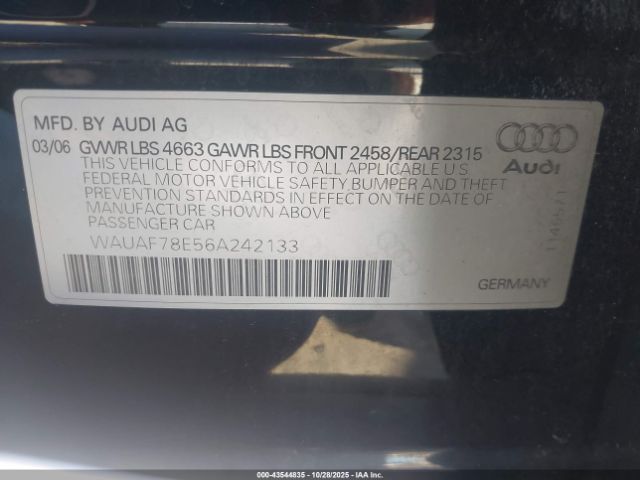 MFD. BY AUDI AG
03/06 GVWR LBS 4663 GAWR LBS FRONT 2458/REAR 2315
THIS VEHICLE CONFORMS TO ALL APPLICABLE U.S
FEDERAL MOTOR VEHICLE SAFETY,BUMPER AND THEFT
PREVENTION STANDARDS IN EFFECT ON THE DATE OF
MANUFACTURE SHOWN ABOVE
PASSENGER CAR
WAUAF78E56A242133
Audi
GERMANY
000-43544835 - 10/28/2025 - IAAI.com